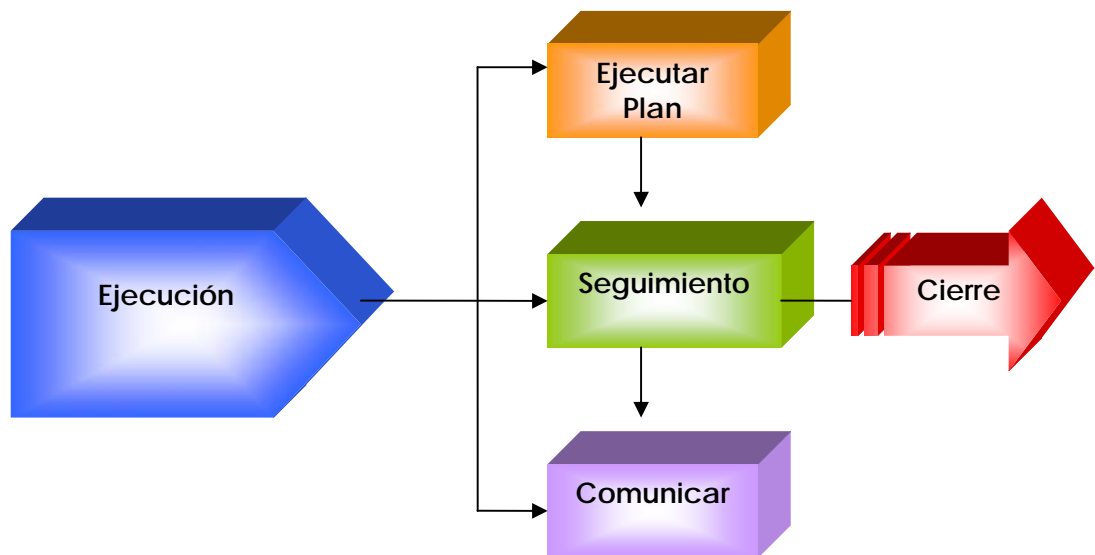 Ejecutar
Plan
Ejecución
Seguimiento
Cierre
Comunicar